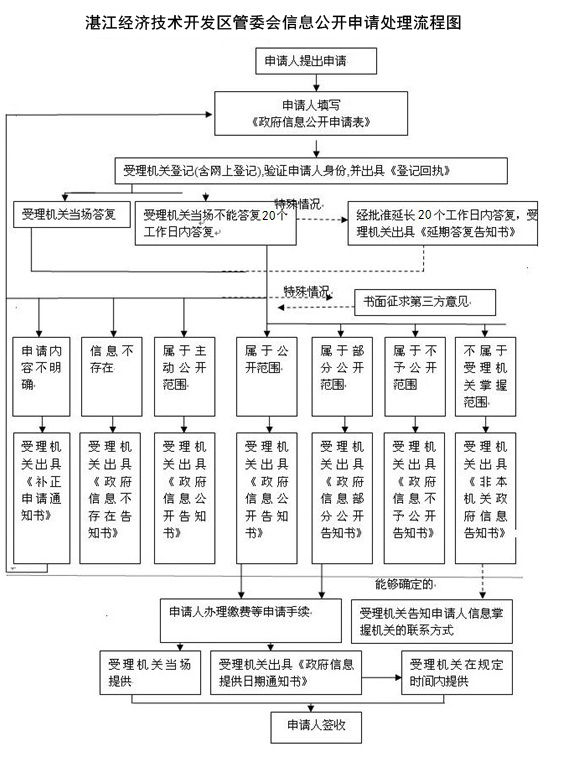 湛江经济技术开发区管委会信息公开申请处理流程图
申请人提出申请
申请人填写
《政府信息公开申请表》
受理机关登记(含网上登记),验证申请人身份,并出具《登记回执》
特殊情况
受理机关当场答复
受理机关当场不能答复20个
工作日内答复
经批准延长20个工作日内答复，受
理机关出具《延期答复告知书》
特殊情况
书面征求第三方意见
申请内
容不明
确
信息不
存在
属于主
动公开
范围
属于公
开范围
属于部
分公开
范围
属于不
予公开
范围
不属于
受理机
关掌握
范围
受理机
关出具
《补正
申请通
知书》
受理机
关出具
《政府
信息不
存在告
知书》
受理机
关出具
《政府
信息公
开告知
书》
受理机
关出具
《政府
信息公
开告知
书》
受理机
关出具
《政府
信息部
分公开
告知书》
受理机
关出具
《政府
信息不
予公开
告知书》
受理机
关出具
《非本
机关政
府信息
告知书》
能够确定的
申请人办理缴费等申请手续
受理机关告知申请人信息掌
握机关的联系方式
受理机关当场
提供
受理机关出具《政府信息
提供日期通知书》
受理机关在规定
时间内提供
申请人签收